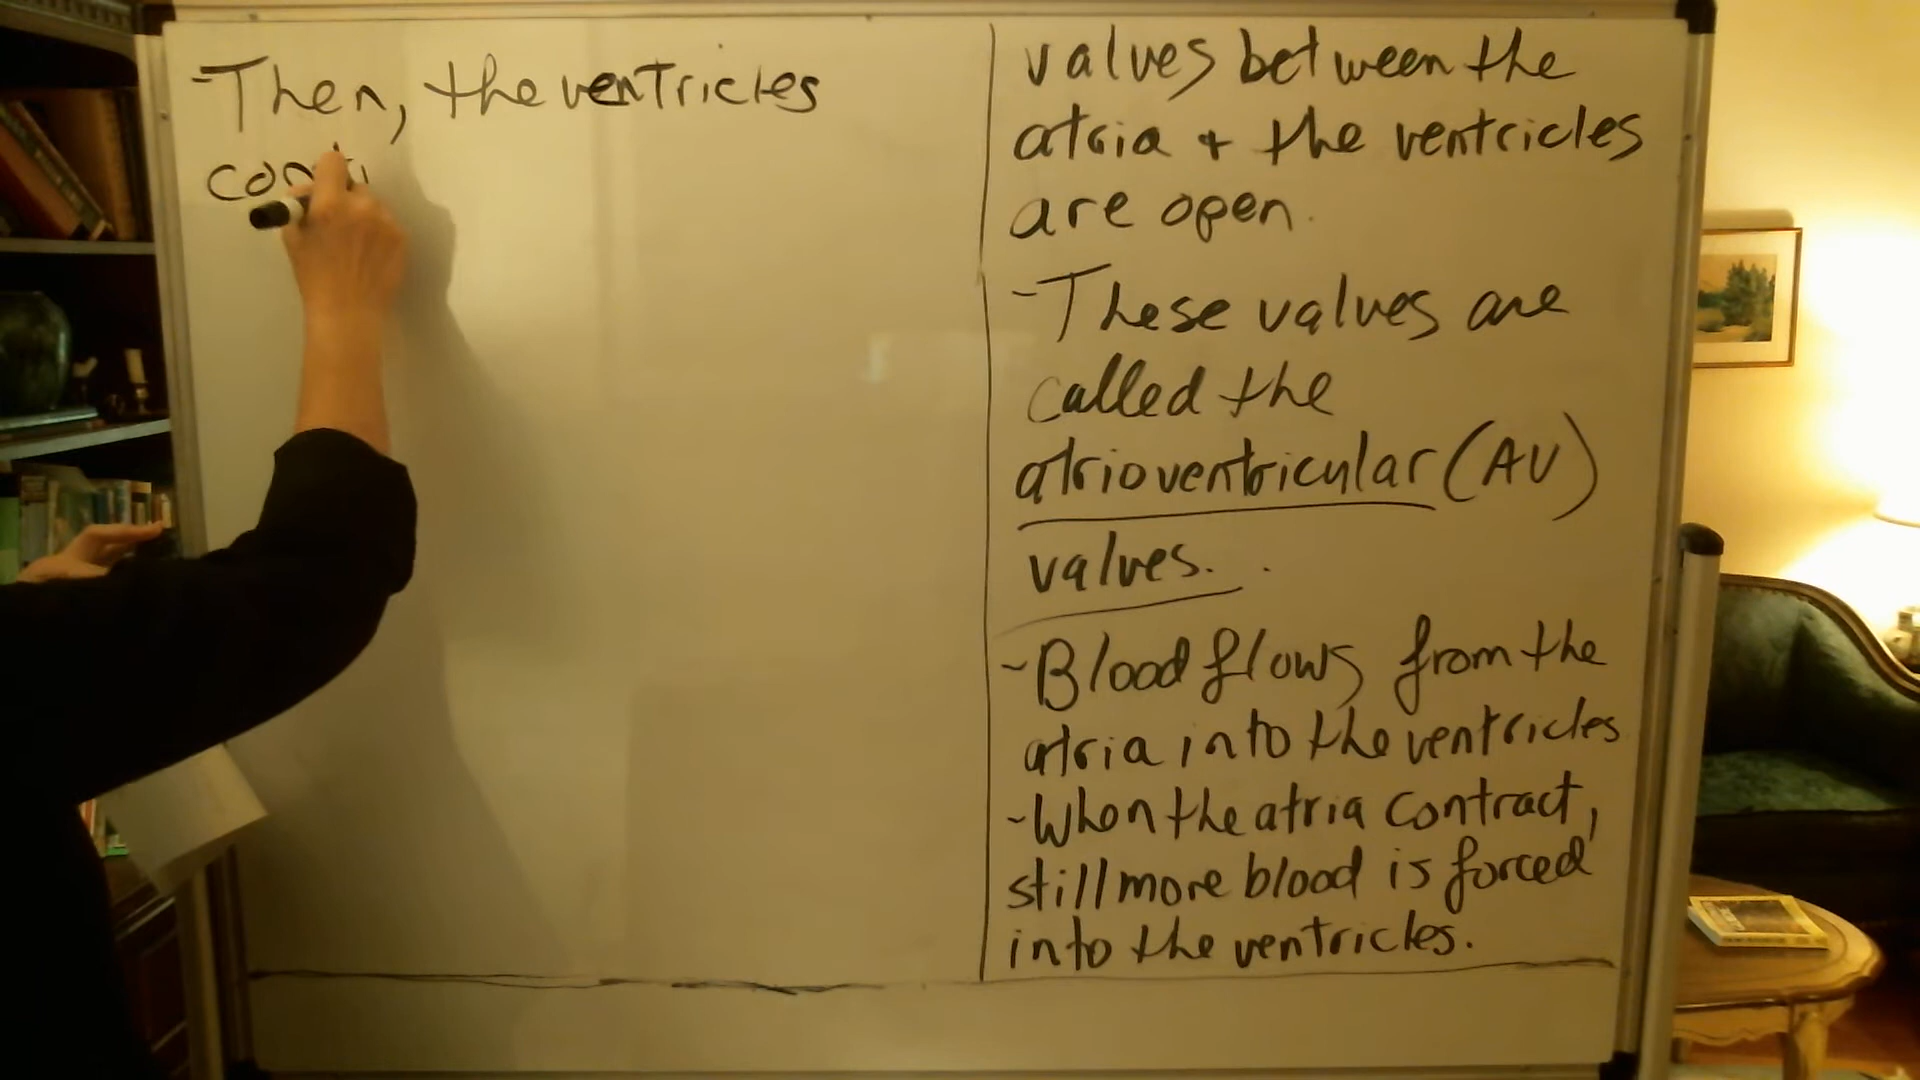 -Then, the ventricles
valves between the
atria + the ventricles
are open.
-These values are
called the
atrioventricular (AV)
valves.
-Blood flows from the
atria into the ventricles
-When the atria contract,
still more blood is forced
into the ventricles.